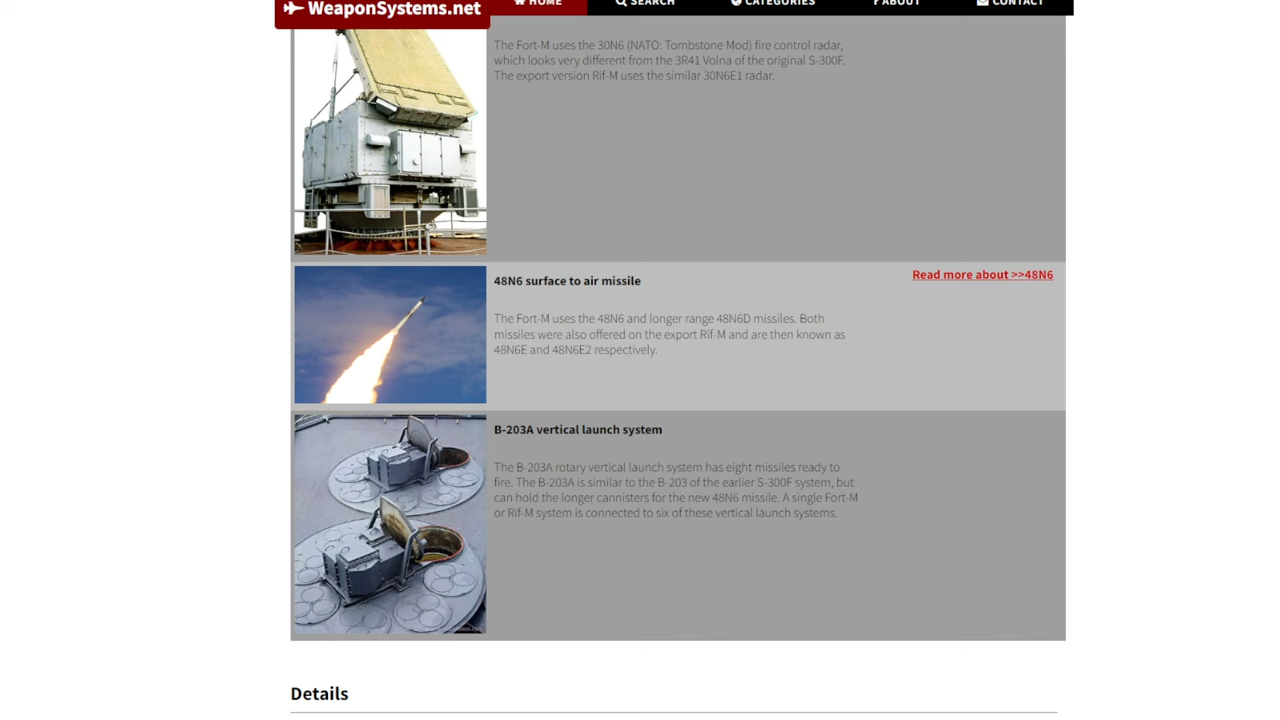 WeaponSystems.net
HOME
SEARCH
CATEGORIES
ABOUT
CONTACT
The Fort-M uses the 30N6 (NATO: Tombstone Mod) fire control radar,
which looks very different from the 3R41 Volna of the original S-300F.
The export version Rif-M uses the similar 30N6E1 radar.
48N6 surface to air missile
Read more about >>48N6
The Fort-M uses the 48N6 and longer range 48N6D missiles. Both
missiles were also offered on the export Rif-M and are then known as
48N6E and 48N6E2 respectively.
B-203A vertical launch system
The B-203A rotary vertical launch system has eight missiles ready to
fire. The B-203A is similar to the B-203 of the earlier S-300F system, but
can hold the longer cannisters for the new 48N6 missile. A single Fort-M
or Rif-M system is connected to six of these vertical launch systems.
Details